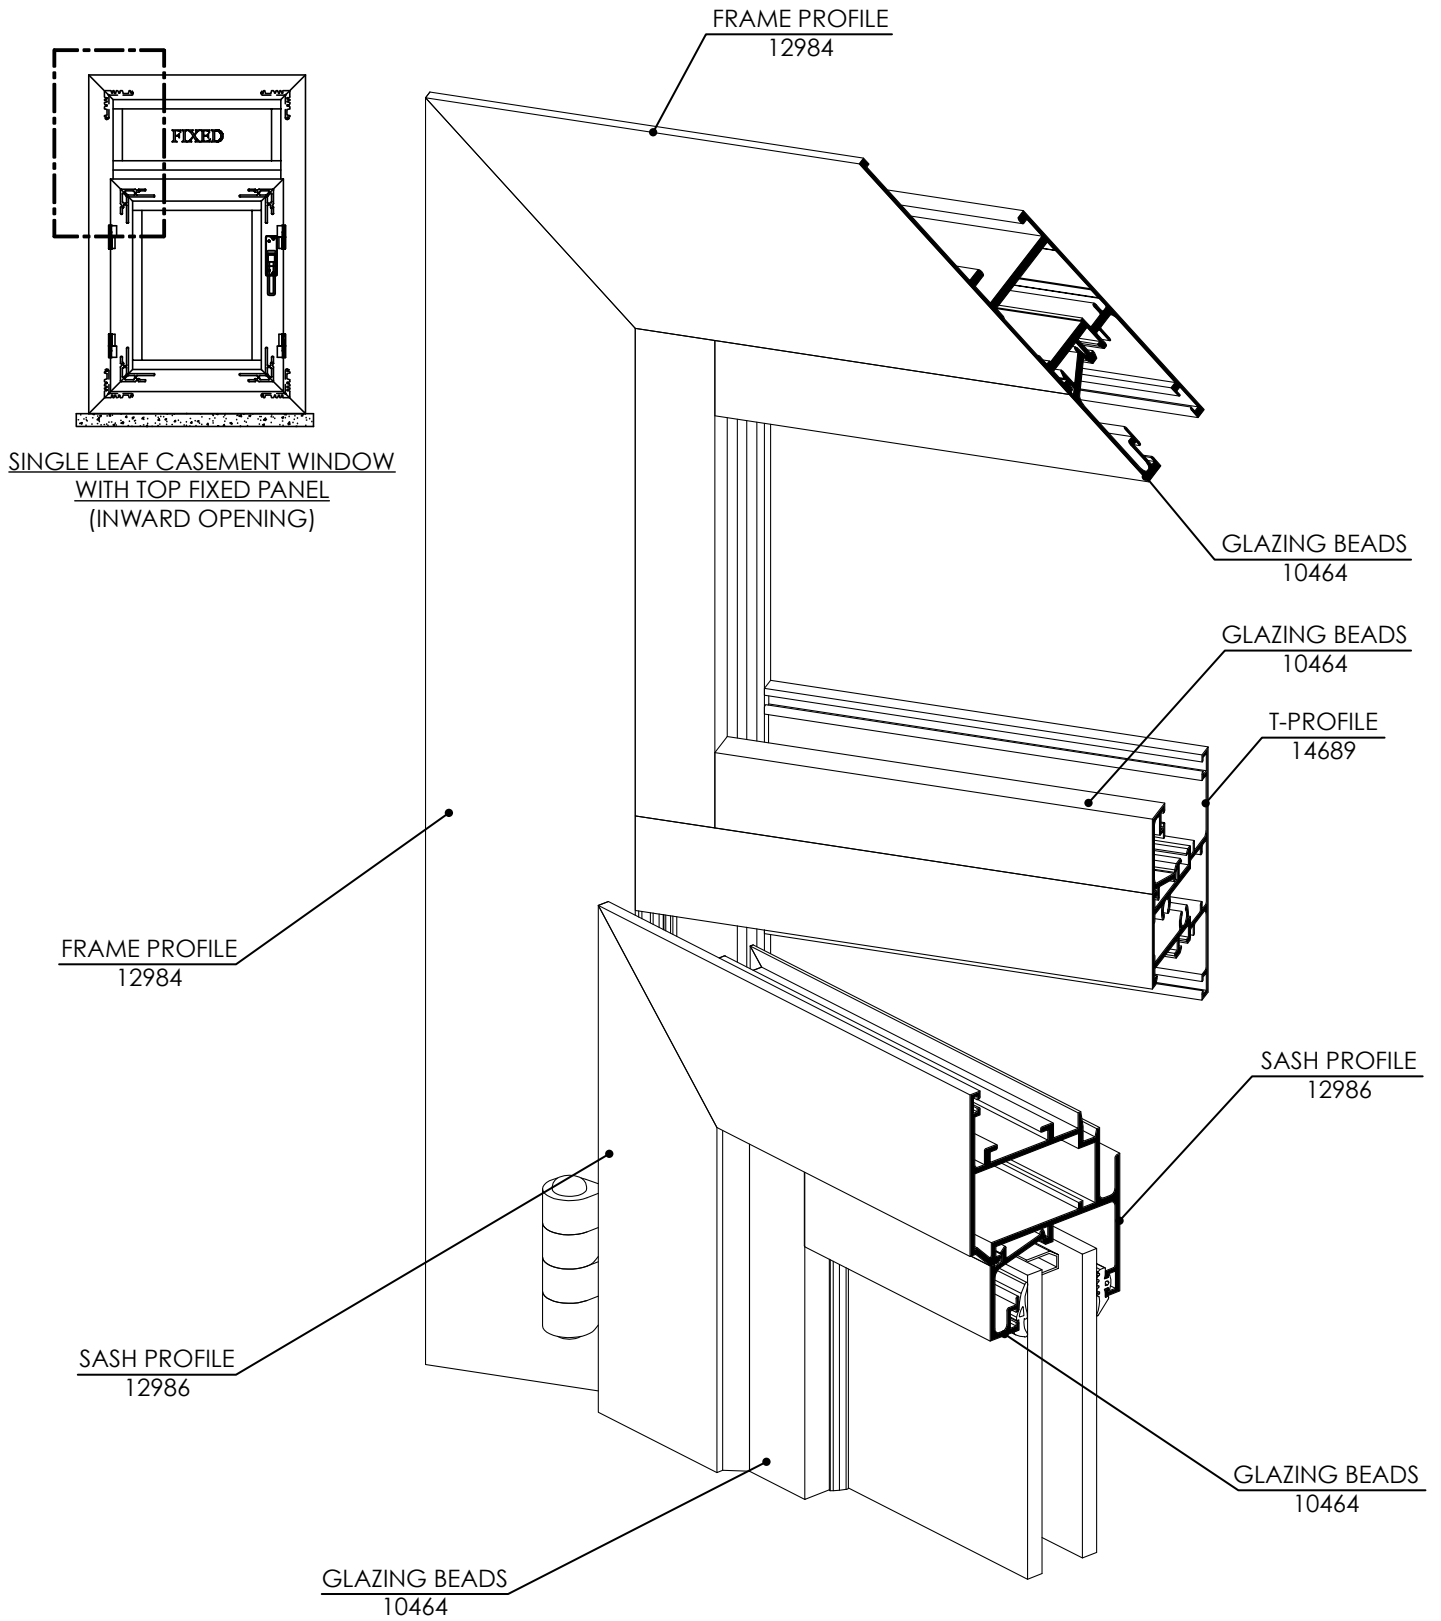 FRAME PROFILE
12984
FIXED
SINGLE LEAF CASEMENT WINDOW
WITH TOP FIXED PANEL
(INWARD OPENING)
GLAZING BEADS
10464
GLAZING BEADS
10464
T-PROFILE
14689
FRAME PROFILE
12984
SASH PROFILE
12986
SASH PROFILE
12986
GLAZING BEADS
10464
GLAZING BEADS
10464